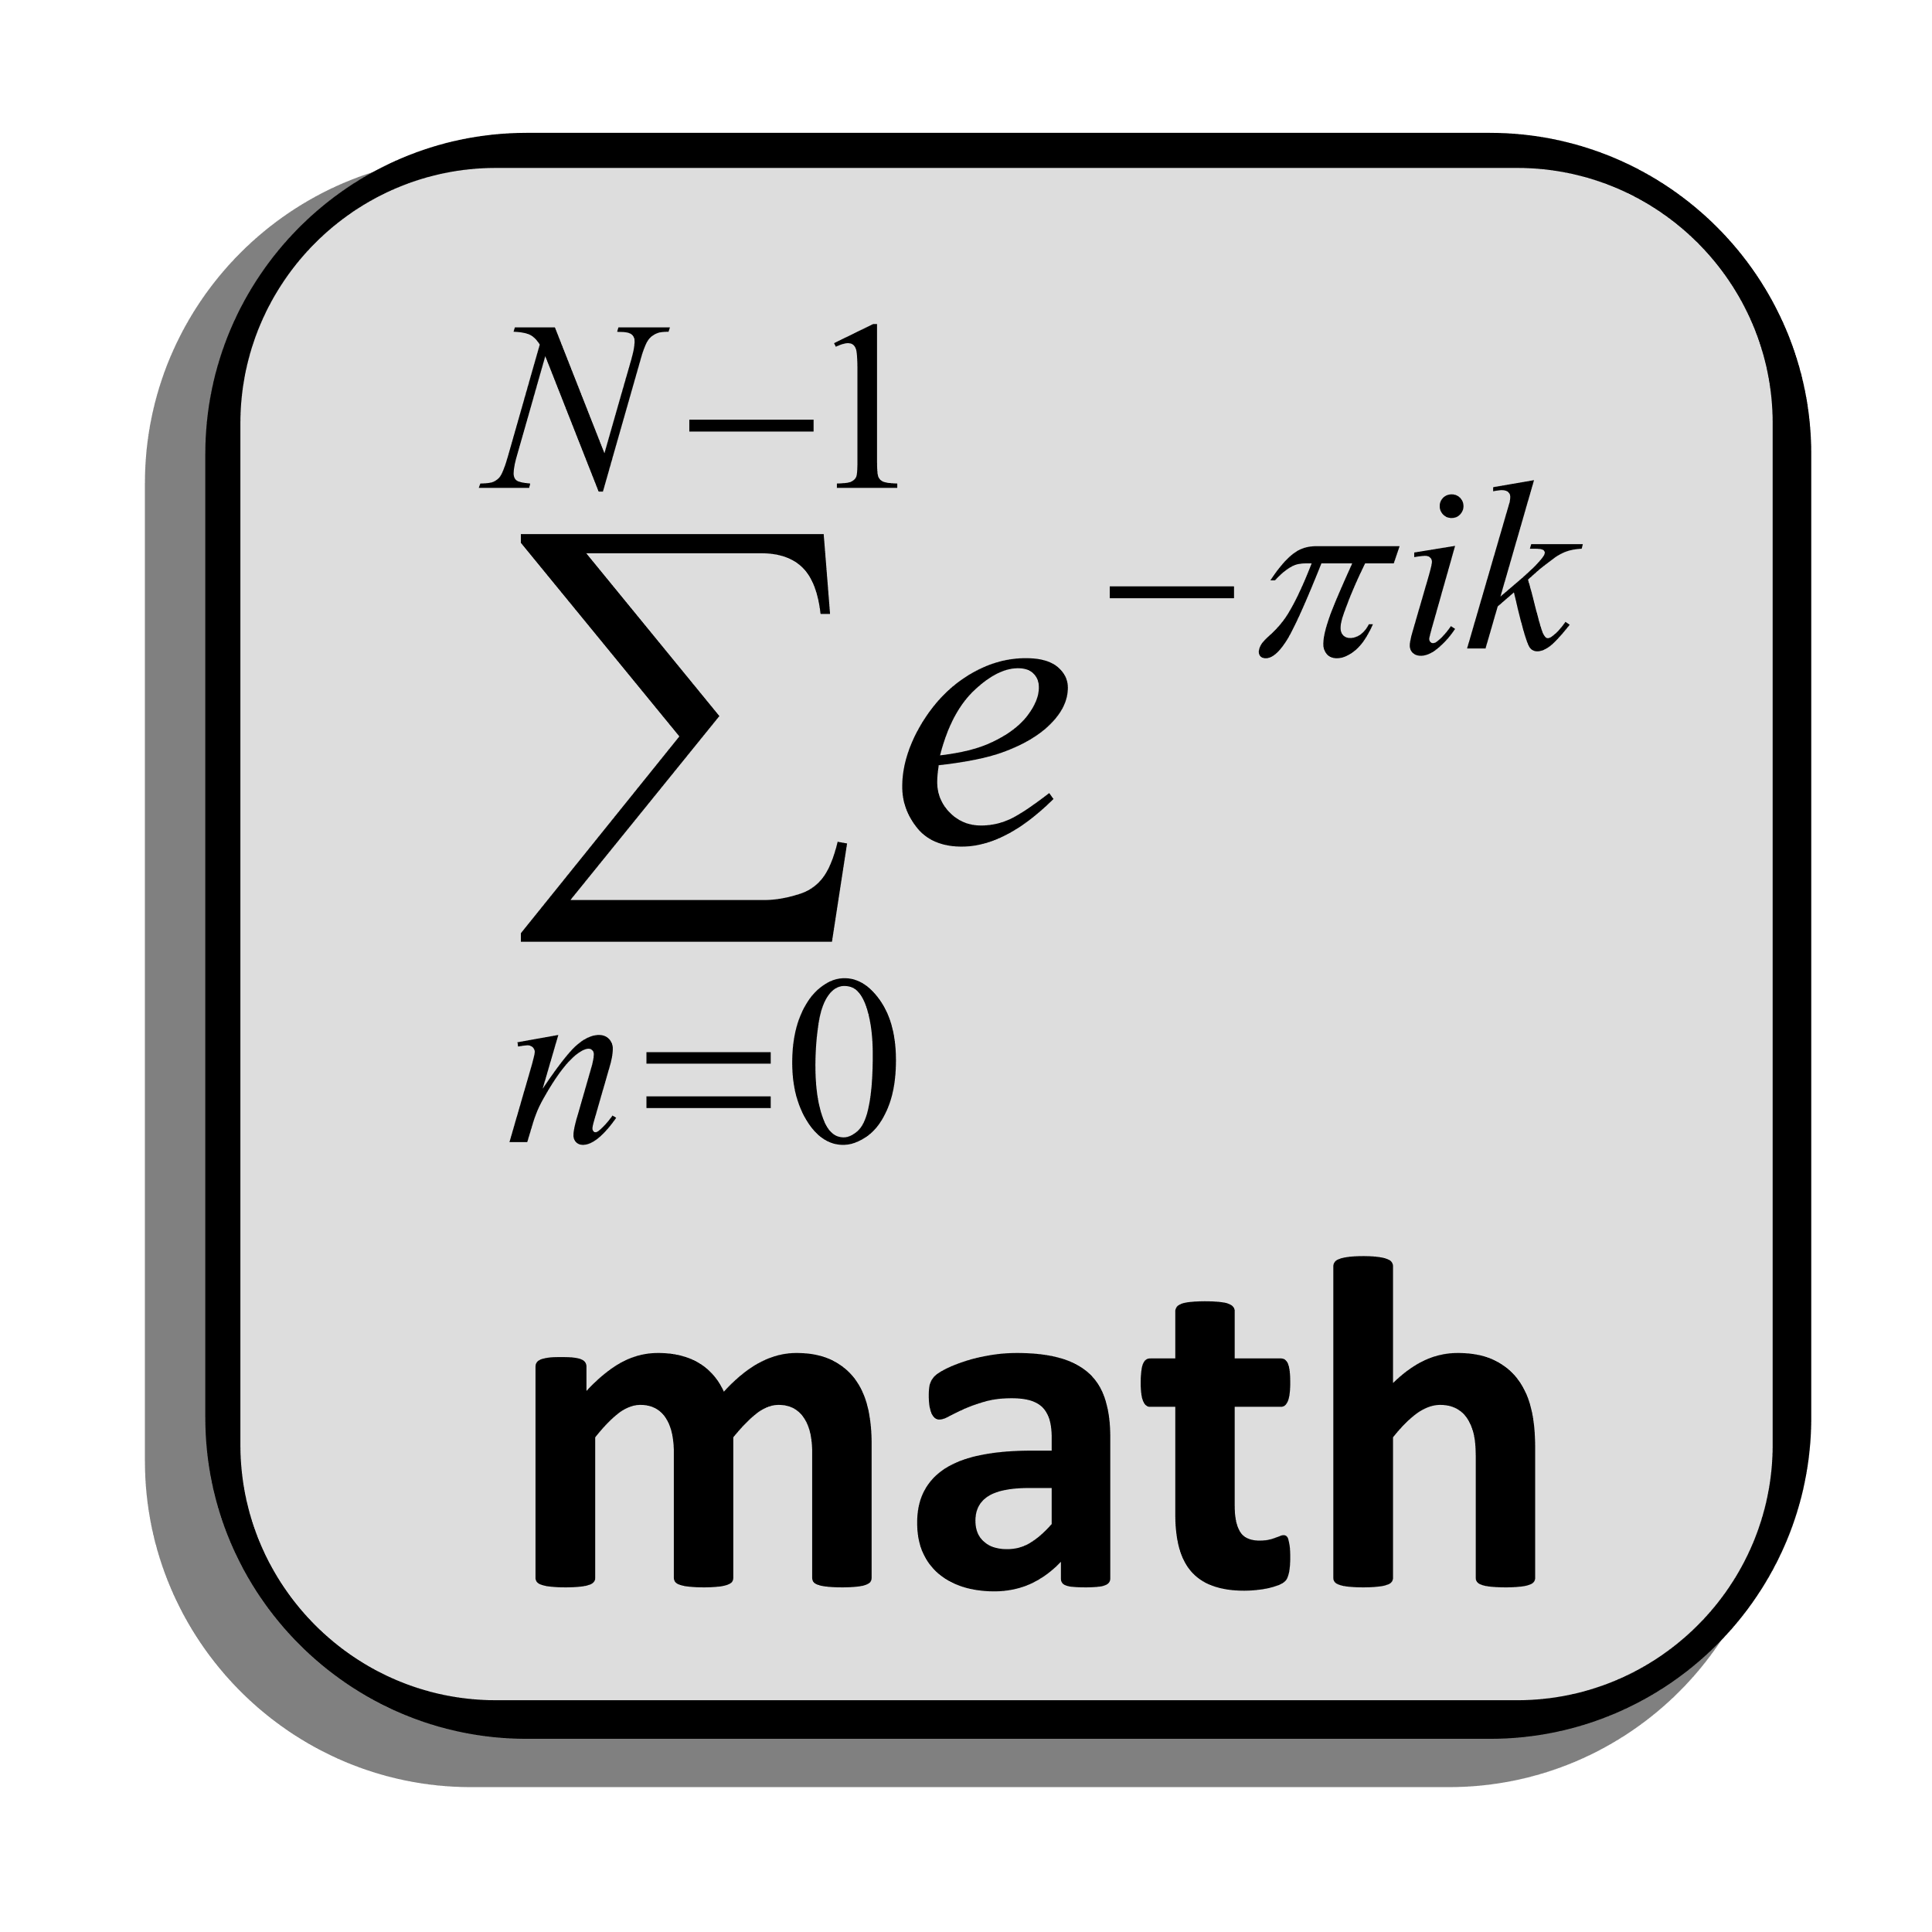 N−1
∑ e^{−πik}
n=0
math